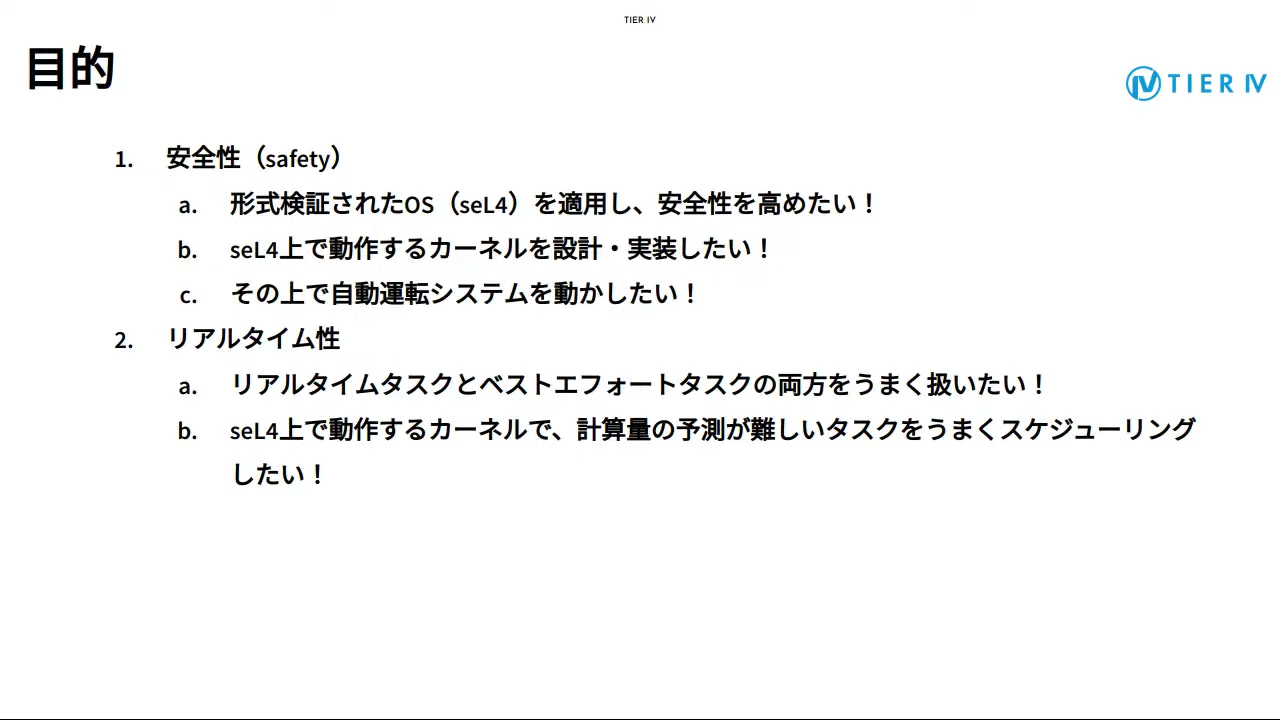 TIER IV
目的
TIER IV
1. 安全性（safety）
a. 形式検証されたOS（seL4）を適用し、安全性を高めたい！
b. seL4上で動作するカーネルを設計・実装したい！
c. その上で自動運転システムを動かしたい！
2. リアルタイム性
a. リアルタイムタスクとベストエフォートタスクの両方をうまく扱いたい！
b. seL4上で動作するカーネルで、計算量の予測が難しいタスクをうまくスケジューリング
したい！